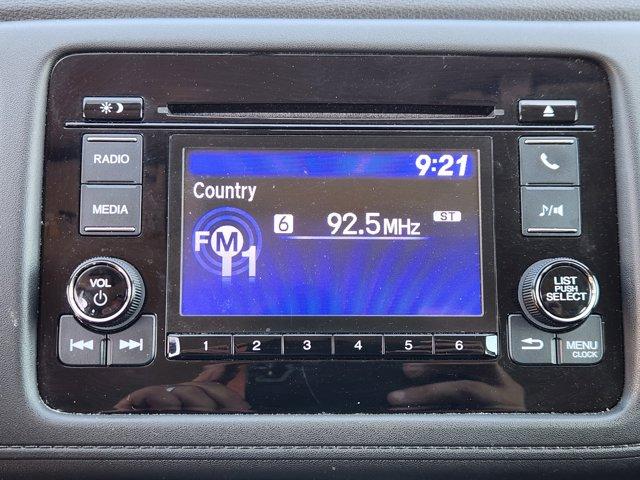 9:21
RADIO
Country
MEDIA
6 92.5MHz ST
FM1
VOL
LIST
PUSH
SELECT
1 2 3 4 5 6
MENU
CLOCK